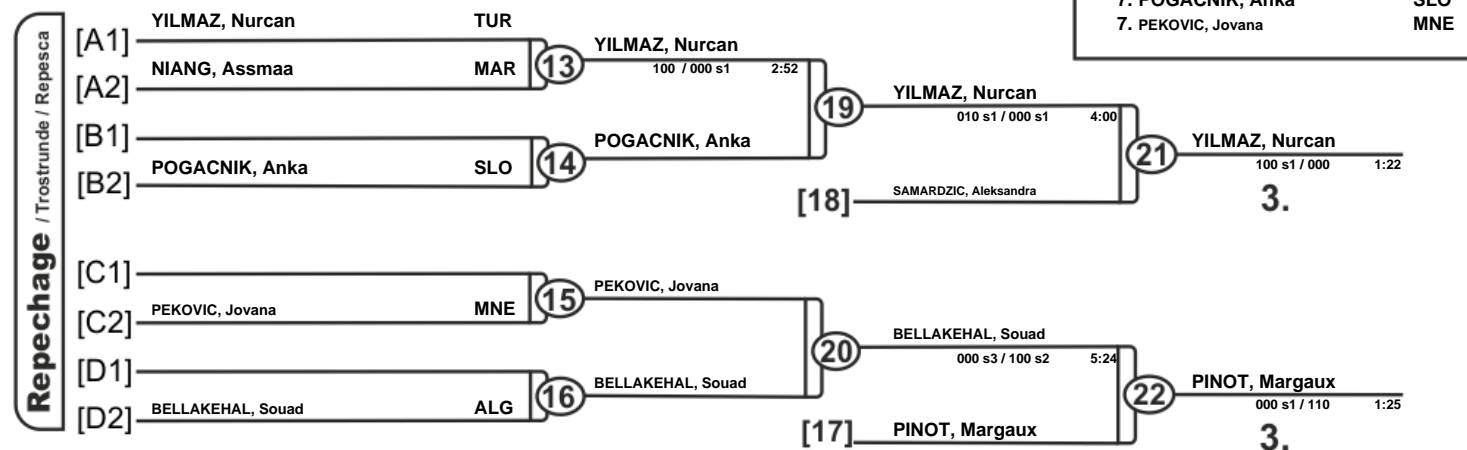 7. POGACNIK, Anka SLO
7. PEKOVIC, Jovana MNE
Repechage / Trostrunde / Repesca
[A1] YILMAZ, Nurcan TUR
[A2] NIANG, Assmaa MAR
13
YILMAZ, Nurcan
100 / 000 s1 2:52
[B1]
[B2] POGACNIK, Anka SLO
14
POGACNIK, Anka
19
YILMAZ, Nurcan
010 s1 / 000 s1 4:00
[18] SAMARDZIC, Aleksandra
21
YILMAZ, Nurcan
100 s1 / 000 1:22
3.
[C1]
[C2] PEKOVIC, Jovana MNE
15
PEKOVIC, Jovana
[D1]
[D2] BELLAKEHAL, Souad ALG
16
BELLAKEHAL, Souad
20
BELLAKEHAL, Souad
000 s3 / 100 s2 5:24
[17] PINOT, Margaux
22
PINOT, Margaux
000 s1 / 110 1:25
3.